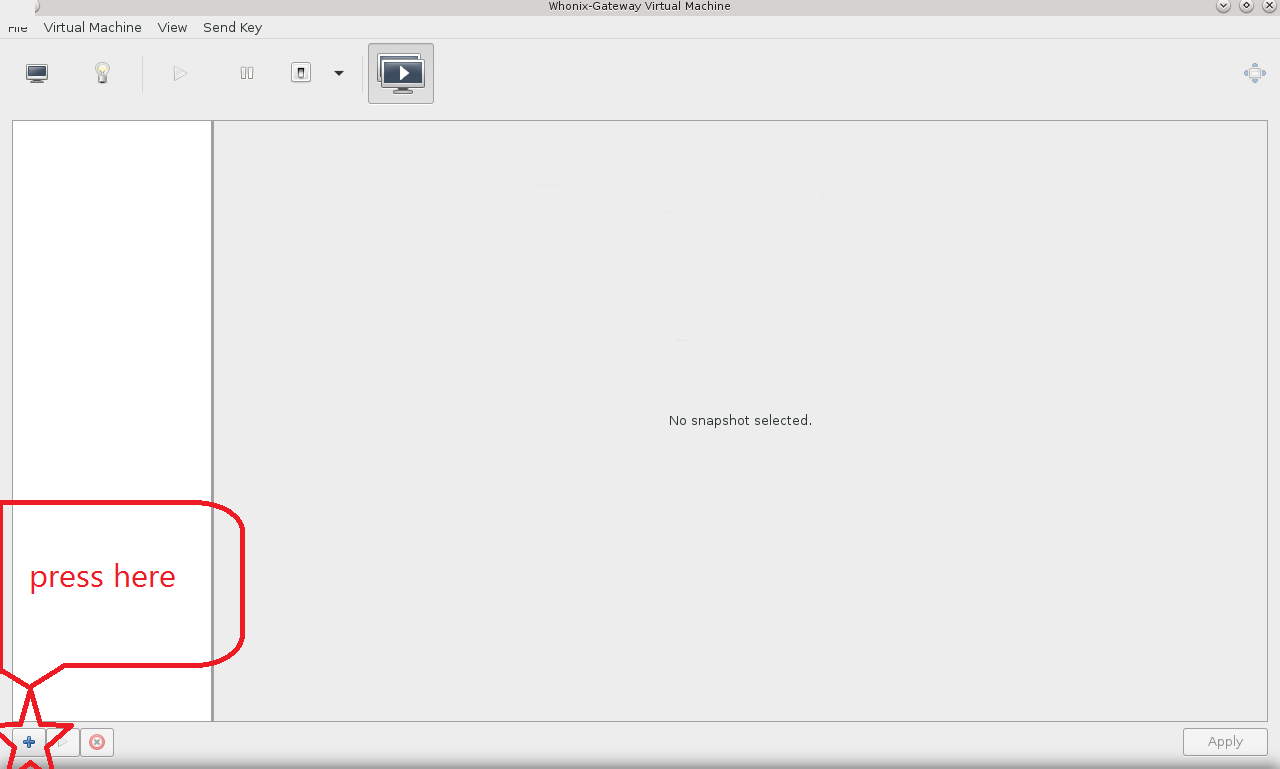 Whonix-Gateway Virtual Machine
File Virtual Machine View Send Key
No snapshot selected.
press here
Apply